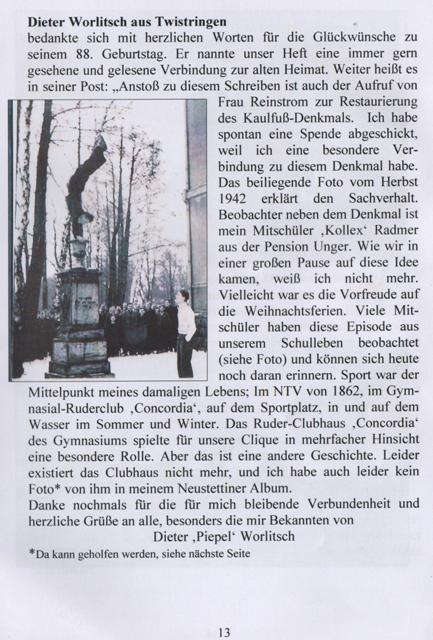 Dieter Worlitsch aus Twistringen
bedankte sich mit herzlichen Worten für die Glückwünsche zu
seinem 88. Geburtstag. Er nannte unser Heft eine immer gern
gesehene und gelesene Verbindung zur alten Heimat. Weiter heißt es
in seiner Post: „Anstoß zu diesem Schreiben ist auch der Aufruf von
Frau Reinstrom zur Restaurierung
des Kaulfuß-Denkmals. Ich habe
spontan eine Spende abgeschickt,
weil ich eine besondere Ver-
bindung zu diesem Denkmal habe.
Das beiliegende Foto vom Herbst
1942 erklärt den Sachverhalt.
Beobachter neben dem Denkmal ist
mein Mitschüler ‚Kollex‘ Radmer
aus der Pension Unger. Wie wir in
einer großen Pause auf diese Idee
kamen, weiß ich nicht mehr.
Vielleicht war es die Vorfreude auf
die Weihnachtsferien. Viele Mit-
schüler haben diese Episode aus
unserem Schulleben beobachtet
(siehe Foto) und können sich heute
noch daran erinnern. Sport war der
Mittelpunkt meines damaligen Lebens; Im NTV von 1862, im Gym-
nasial-Ruderclub ‚Concordia‘, auf dem Sportplatz, in und auf dem
Wasser im Sommer und Winter. Das Ruder-Clubhaus ‚Concordia‘
des Gymnasiums spielte für unsere Clique in mehrfacher Hinsicht
eine besondere Rolle. Aber das ist eine andere Geschichte. Leider
existiert das Clubhaus nicht mehr, und ich habe auch leider kein
Foto* von ihm in meinem Neustettiner Album.
Danke nochmals für die für mich bleibende Verbundenheit und
herzliche Grüße an alle, besonders die mir Bekannten von
Dieter ‚Piepel‘ Worlitsch
*Da kann geholfen werden, siehe nächste Seite
13